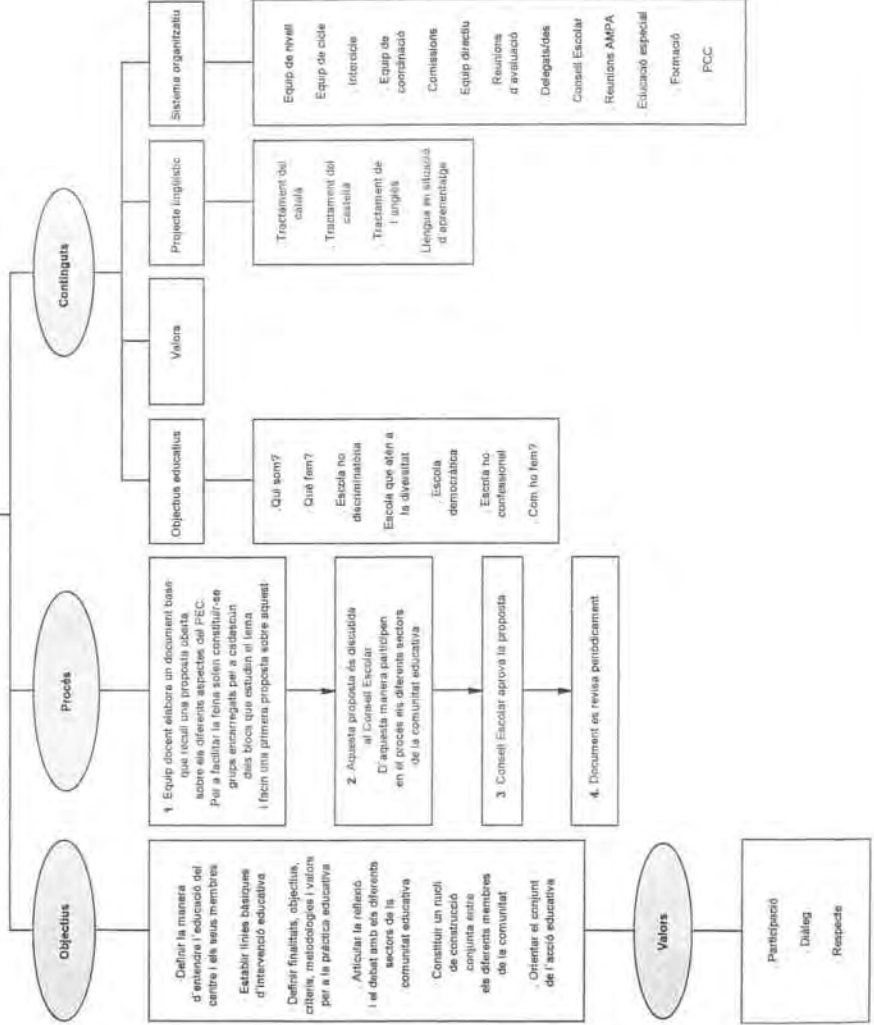 Objectius
· Definir la manera
d'entendre l'educació del
centre i els seus membres
· Establir línies bàsiques
d'intervenció educativa
· Definir finalitats, objectius,
criteris, metodologies i valors
per a la pràctica educativa
· Articular la reflexió
i el debat amb els diferents
sectors de la
comunitat educativa
· Constituir un nucli
de construcció
conjunta entre
els diferents membres
de la comunitat
· Orientar el conjunt
de l'acció educativa
Valors
Participació
Diàleg
Respecte
Procés
1. Equip docent elabora un document base
que recull una proposta oberta
sobre els diferents aspectes del PEC.
Per a facilitar la feina solen constituir-se
grups encarregats per a cadascún
dels blocs que estudiïn el tema
i facin una primera proposta sobre aquest
2. Aquesta proposta és discutida
al Consell Escolar
D'aquesta manera participen
en el procés els diferents sectors
de la comunitat educativa
3. Consell Escolar aprova la proposta
4. Document es revisa periòdicament
Continguts
Objectius educatius
· Qui som?
· Què fem?
· Escola no
discriminatòria
· Escola que atén a
la diversitat
· Escola
democràtica
· Escola no
confessional
· Com ho fem?
Valors
Projecte lingüístic
· Tractament del
català
· Tractament del
castellà
· Tractament de
l'anglès
· Llengua en situació
d'aprenentatge
Sistema organitzatiu
· Equip de nivell
· Equip de cicle
· Intercicle
· Equip de
coordinació
· Comissions
· Equip directiu
· Reunions
d'avaluació
· Delegats/des
· Consell Escolar
· Reunions AMPA
· Educació especial
· Formació
· PCC